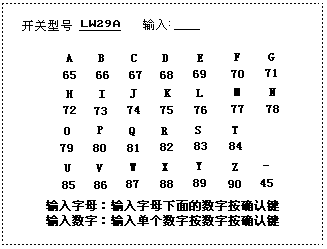 开关型号 LW29A 输入:____
A B C D E F G
65 66 67 68 69 70 71
H I J K L M N
72 73 74 75 76 77 78
O P Q R S T
79 80 81 82 83 84
U V W X Y Z -
85 86 87 88 89 90 45
输入字母：输入字母下面的数字按确认键
输入数字：输入单个数字按数字按确认键